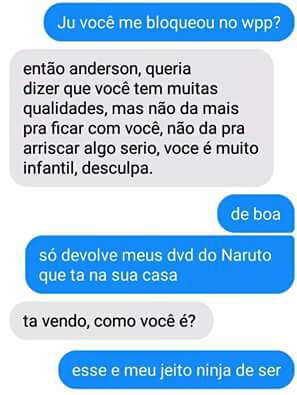 Ju você me bloqueou no wpp?
então anderson, queria
dizer que você tem muitas
qualidades, mas não da mais
pra ficar com você, não da pra
arriscar algo serio, voce é muito
infantil, desculpa.
de boa
só devolve meus dvd do Naruto
que ta na sua casa
ta vendo, como você é?
esse e meu jeito ninja de ser